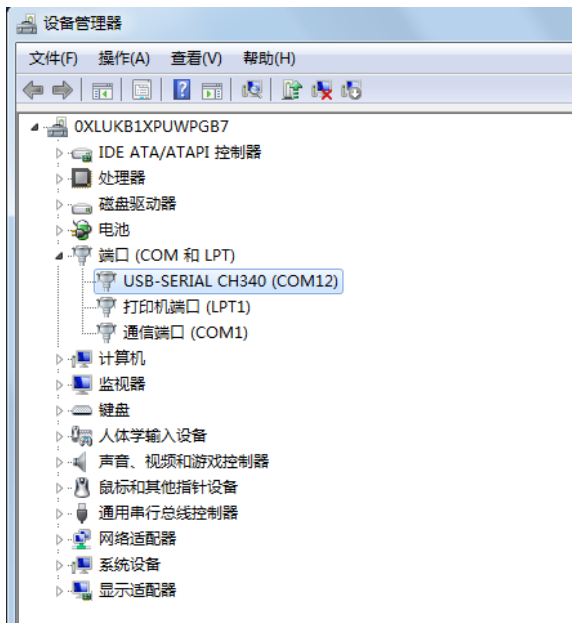 设备管理器
文件(F) 操作(A) 查看(V) 帮助(H)
0XLUKB1XPUWPGB7
IDE ATA/ATAPI 控制器
处理器
磁盘驱动器
电池
端口 (COM 和 LPT)
USB-SERIAL CH340 (COM12)
打印机端口 (LPT1)
通信端口 (COM1)
计算机
监视器
键盘
人体学输入设备
声音、视频和游戏控制器
鼠标和其他指针设备
通用串行总线控制器
网络适配器
系统设备
显示适配器